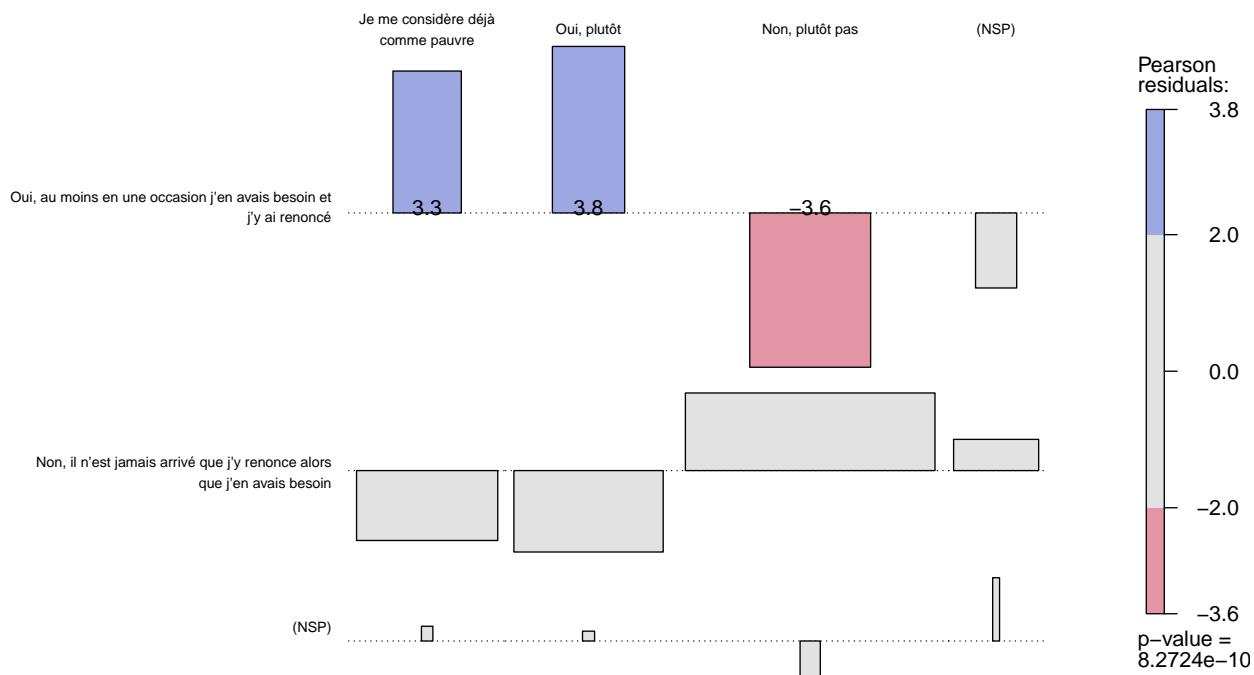 Je me considère déjà
comme pauvre
Oui, plutôt
Non, plutôt pas
(NSP)
Pearson
residuals:
3.8
2.0
0.0
−2.0
−3.6
p−value =
8.2724e−10
Oui, au moins en une occasion j'en avais besoin et
j'y ai renoncé
3.3
3.8
−3.6
Non, il n'est jamais arrivé que j'y renonce alors
que j'en avais besoin
(NSP)